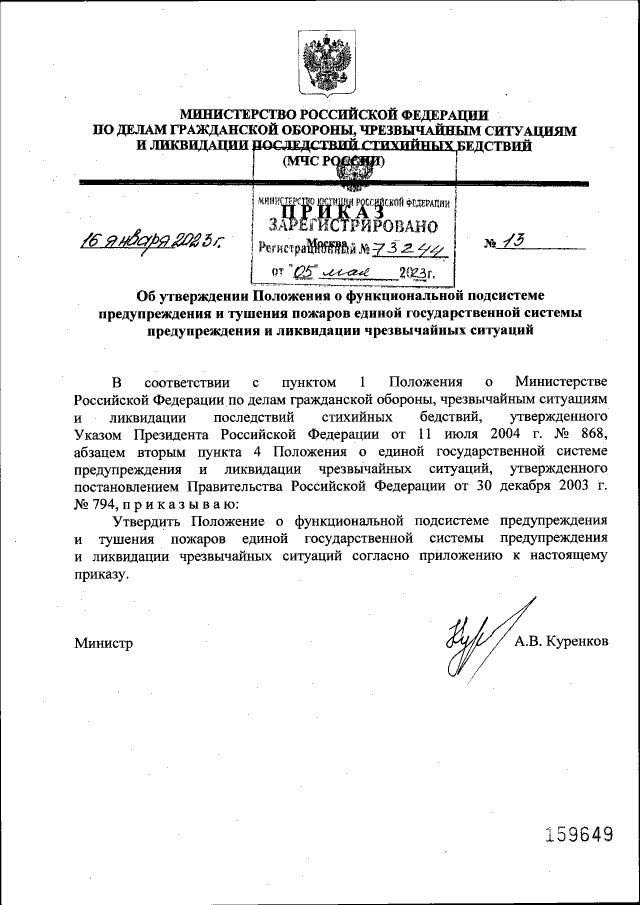 МИНИСТЕРСТВО РОССИЙСКОЙ ФЕДЕРАЦИИ
ПО ДЕЛАМ ГРАЖДАНСКОЙ ОБОРОНЫ, ЧРЕЗВЫЧАЙНЫМ СИТУАЦИЯМ
И ЛИКВИДАЦИИ ПОСЛЕДСТВИЙ СТИХИЙНЫХ БЕДСТВИЙ
(МЧС РОССИИ)
МИНИСТЕРСТВО ЮСТИЦИИ РОССИЙСКОЙ ФЕДЕРАЦИИ
ПРИКАЗ
ЗАРЕГИСТРИРОВАНО
16 января 2023 г.
Москва
№ 13
Регистрационный № 73244
от "05" мая 2023г.
Об утверждении Положения о функциональной подсистеме
предупреждения и тушения пожаров единой государственной системы
предупреждения и ликвидации чрезвычайных ситуаций
В соответствии с пунктом 1 Положения о Министерстве
Российской Федерации по делам гражданской обороны, чрезвычайным ситуациям
и ликвидации последствий стихийных бедствий, утвержденного
Указом Президента Российской Федерации от 11 июля 2004 г. № 868,
абзацем вторым пункта 4 Положения о единой государственной системе
предупреждения и ликвидации чрезвычайных ситуаций, утвержденного
постановлением Правительства Российской Федерации от 30 декабря 2003 г.
№ 794, п р и к а з ы в а ю:
Утвердить Положение о функциональной подсистеме предупреждения
и тушения пожаров единой государственной системы предупреждения
и ликвидации чрезвычайных ситуаций согласно приложению к настоящему
приказу.
Министр
А.В. Куренков
159649